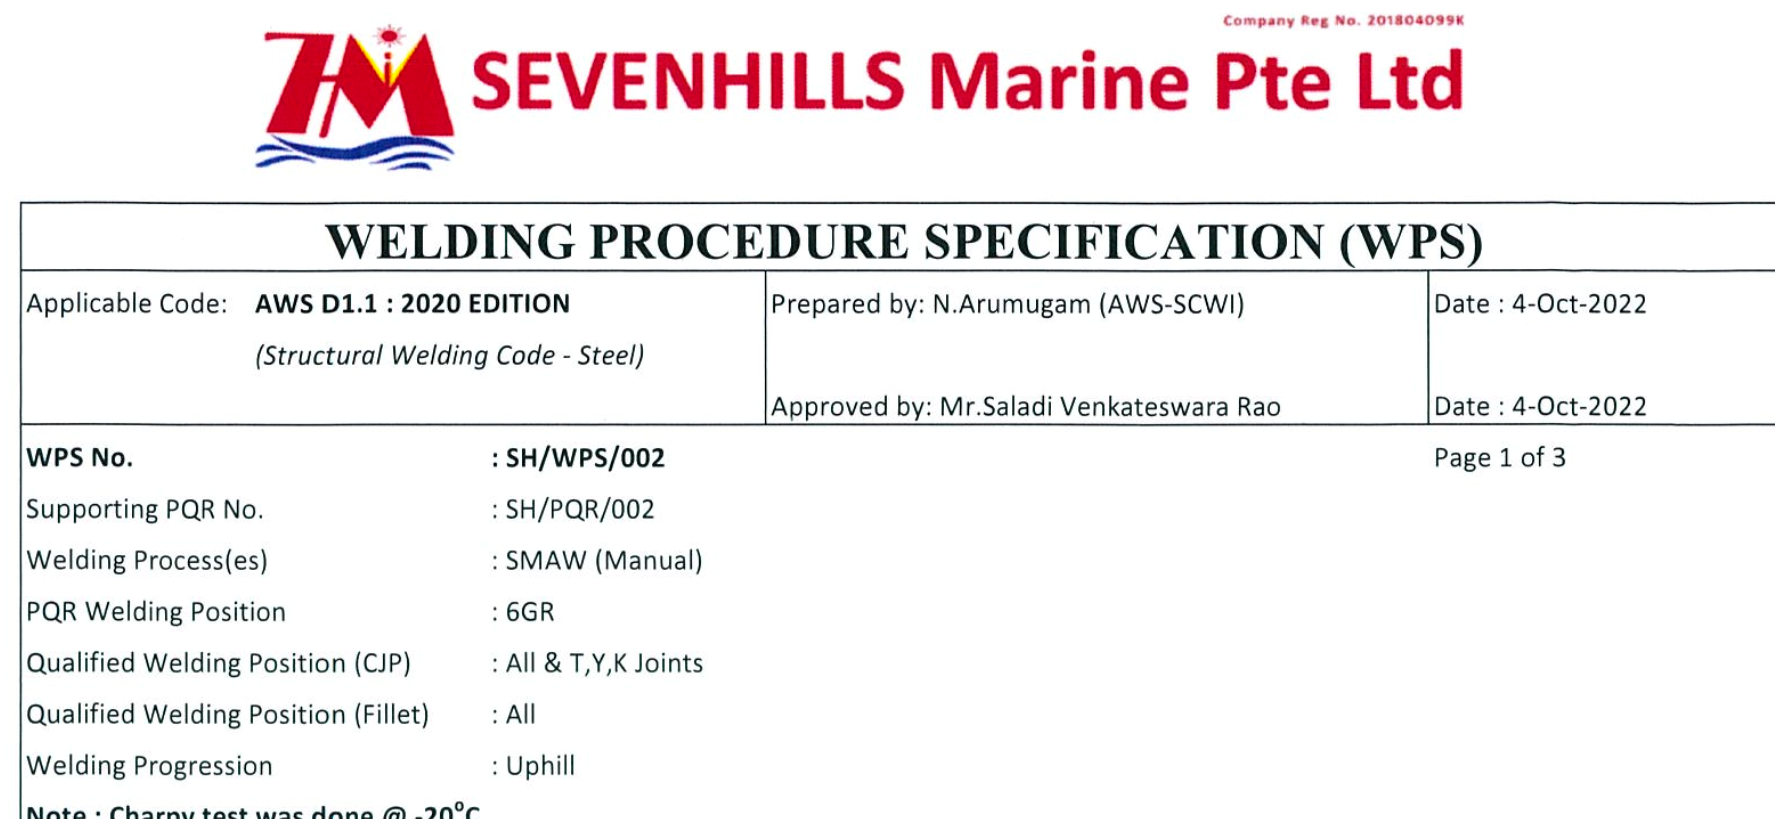 Company Reg No. 201804099K
SEVENHILLS Marine Pte Ltd
WELDING PROCEDURE SPECIFICATION (WPS)
Applicable Code: AWS D1.1 : 2020 EDITION
(Structural Welding Code - Steel)
Prepared by: N.Arumugam (AWS-SCWI)
Date : 4-Oct-2022
Approved by: Mr.Saladi Venkateswara Rao
Date : 4-Oct-2022
WPS No. : SH/WPS/002
Page 1 of 3
Supporting PQR No. : SH/PQR/002
Welding Process(es) : SMAW (Manual)
PQR Welding Position : 6GR
Qualified Welding Position (CJP) : All & T,Y,K Joints
Qualified Welding Position (Fillet) : All
Welding Progression : Uphill
Note : Charpy test was done @ -20°C